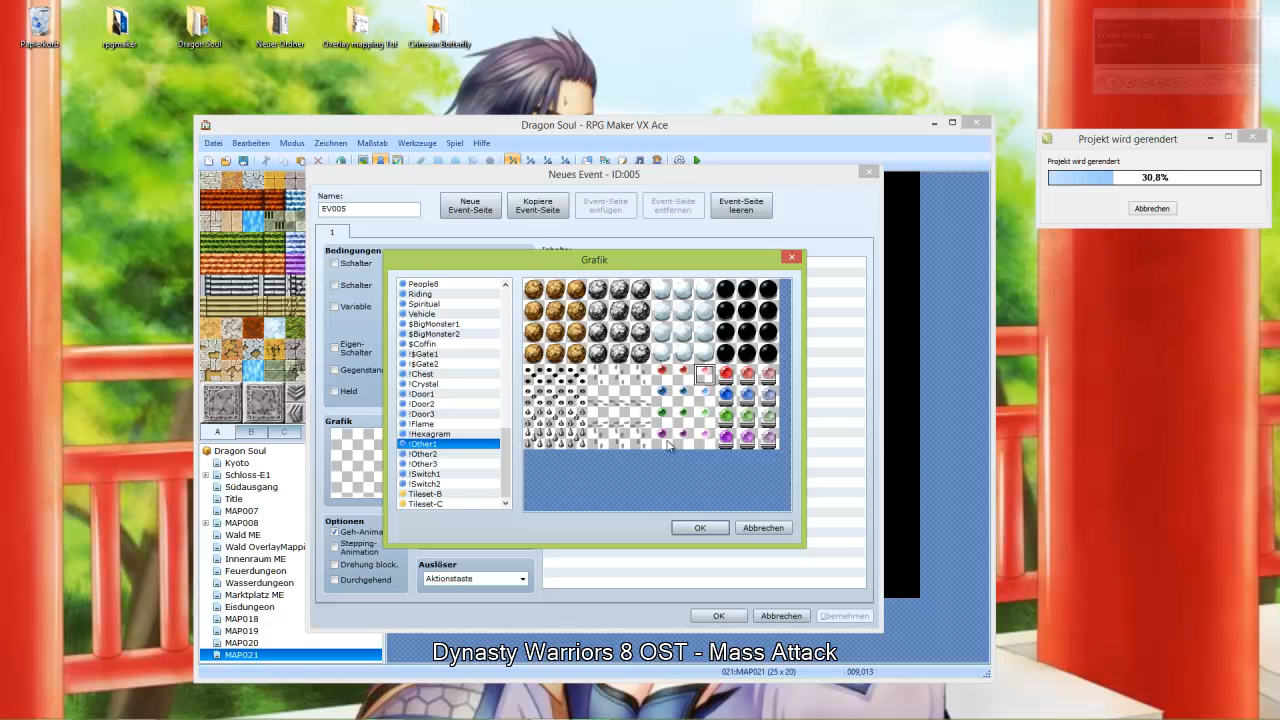 Papierkorb
rpgmaker
Dragon Soul
Neuer Ordner
Overlay mapping Tut
Crimson Butterfly
Dragon Soul - RPG Maker VX Ace
Datei Bearbeiten Modus Zeichnen Maßstab Werkzeuge Spiel Hilfe
Projekt wird gerendert
Projekt wird gerendert
30,8%
Abbrechen
Neues Event - ID:005
Name:
EV005
Neue
Event-Seite
Kopiere
Event-Seite
Event-Seite
einfugen
Event-Seite
entfernen
Event-Seite
leeren
1
Bedingungen
Schalter
Schalter
Variable
Eigen-
Schalter
Gegenstan
Held
Grafik
Optionen
Geh-Anima
Stepping-
Animation
Drehung block.
Durchgehend
Auslöser
Aktionstaste
OK
Abbrechen
Übernehmen
Grafik
People8
Riding
Spiritual
Vehicle
$BigMonster1
$BigMonster2
$Coffin
!$Gate1
!$Gate2
!Chest
!Crystal
!Door1
!Door2
!Door3
!Flame
!Hexagram
!Other1
!Other2
!Other3
!Switch1
!Switch2
Tileset-B
Tileset-C
OK
Abbrechen
A B C
Dragon Soul
Kyoto
Schloss-E1
Südausgang
Title
MAP007
MAP008
Wald ME
Wald OverlayMappi
Innenraum ME
Feuerdungeon
Wasserdungeon
Marktplatz ME
Eisdungeon
MAP018
MAP019
MAP020
MAP021
Dynasty Warriors 8 OST - Mass Attack
021:MAP021 (25 x 20)
009,013